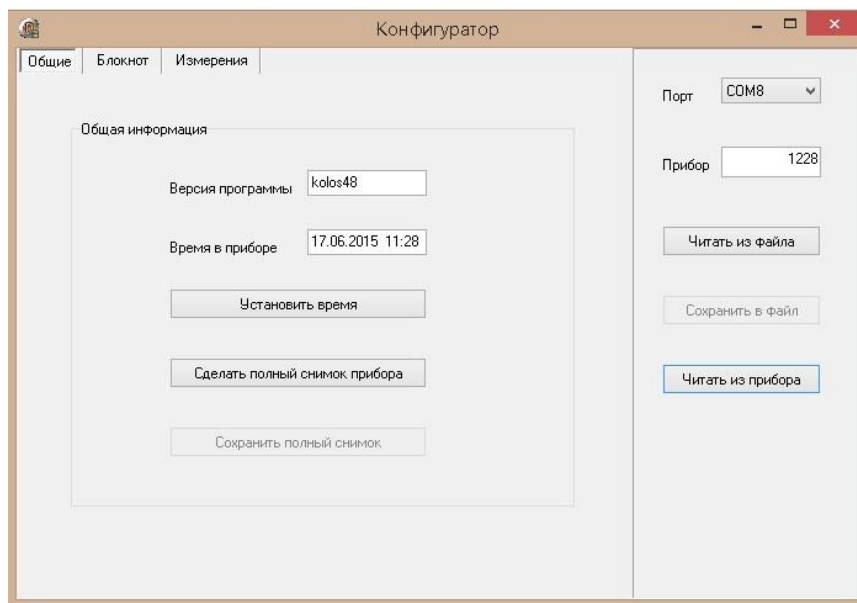 Конфигуратор
Общие Блокнот Измерения
Общая информация
Версия программы kolos48
Время в приборе 17.06.2015 11:28
Установить время
Сделать полный снимок прибора
Сохранить полный снимок
Порт COM8
Прибор 1228
Читать из файла
Сохранить в файл
Читать из прибора